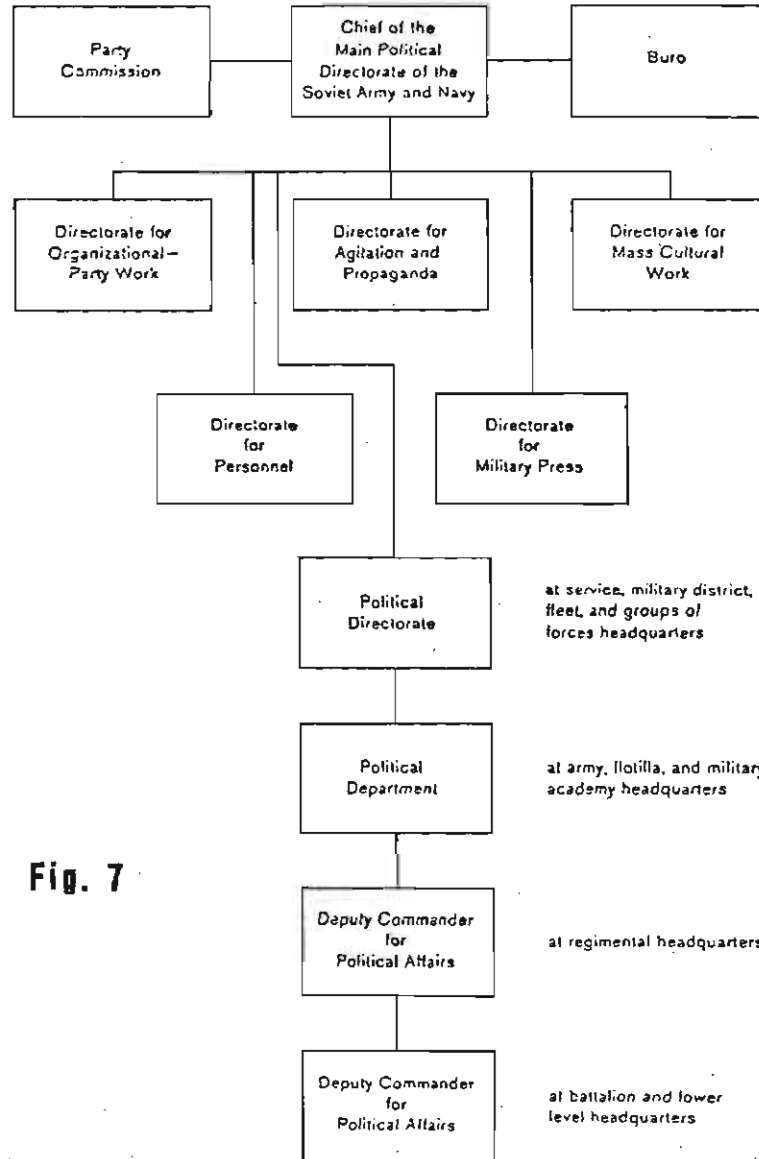 Party
Commission
Chief of the
Main Political
Directorate of the
Soviet Army and Navy
Buro
Directorate for
Organizational–
Party Work
Directorate for
Agitation and
Propaganda
Directorate for
Mass Cultural
Work
Directorate
for
Personnel
Directorate
for
Military Press
Political
Directorate
at service, military district,
fleet, and groups of
forces headquarters
Political
Department
at army, flotilla, and military
academy headquarters
Fig. 7
Deputy Commander
for
Political Affairs
at regimental headquarters
Deputy Commander
for
Political Affairs
at battalion and lower
level headquarters